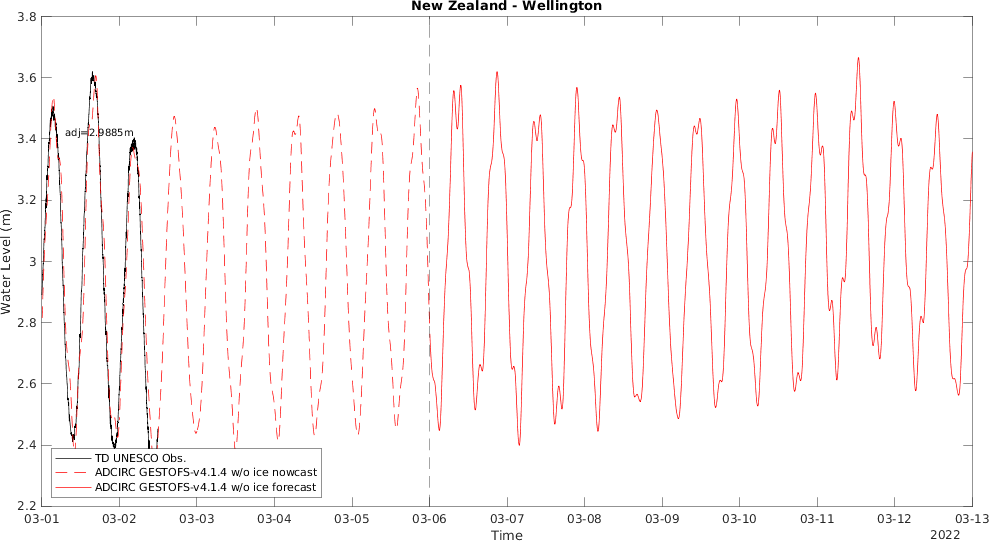 New Zealand - Wellington
3.8
3.6
3.4
3.2
3
2.8
2.6
2.4
2.2
Water Level (m)
adj=2.9885m
TD UNESCO Obs.
ADCIRC GESTOFS-v4.1.4 w/o ice nowcast
ADCIRC GESTOFS-v4.1.4 w/o ice forecast
03-01 03-02 03-03 03-04 03-05 03-06 03-07 03-08 03-09 03-10 03-11 03-12 03-13
Time
2022